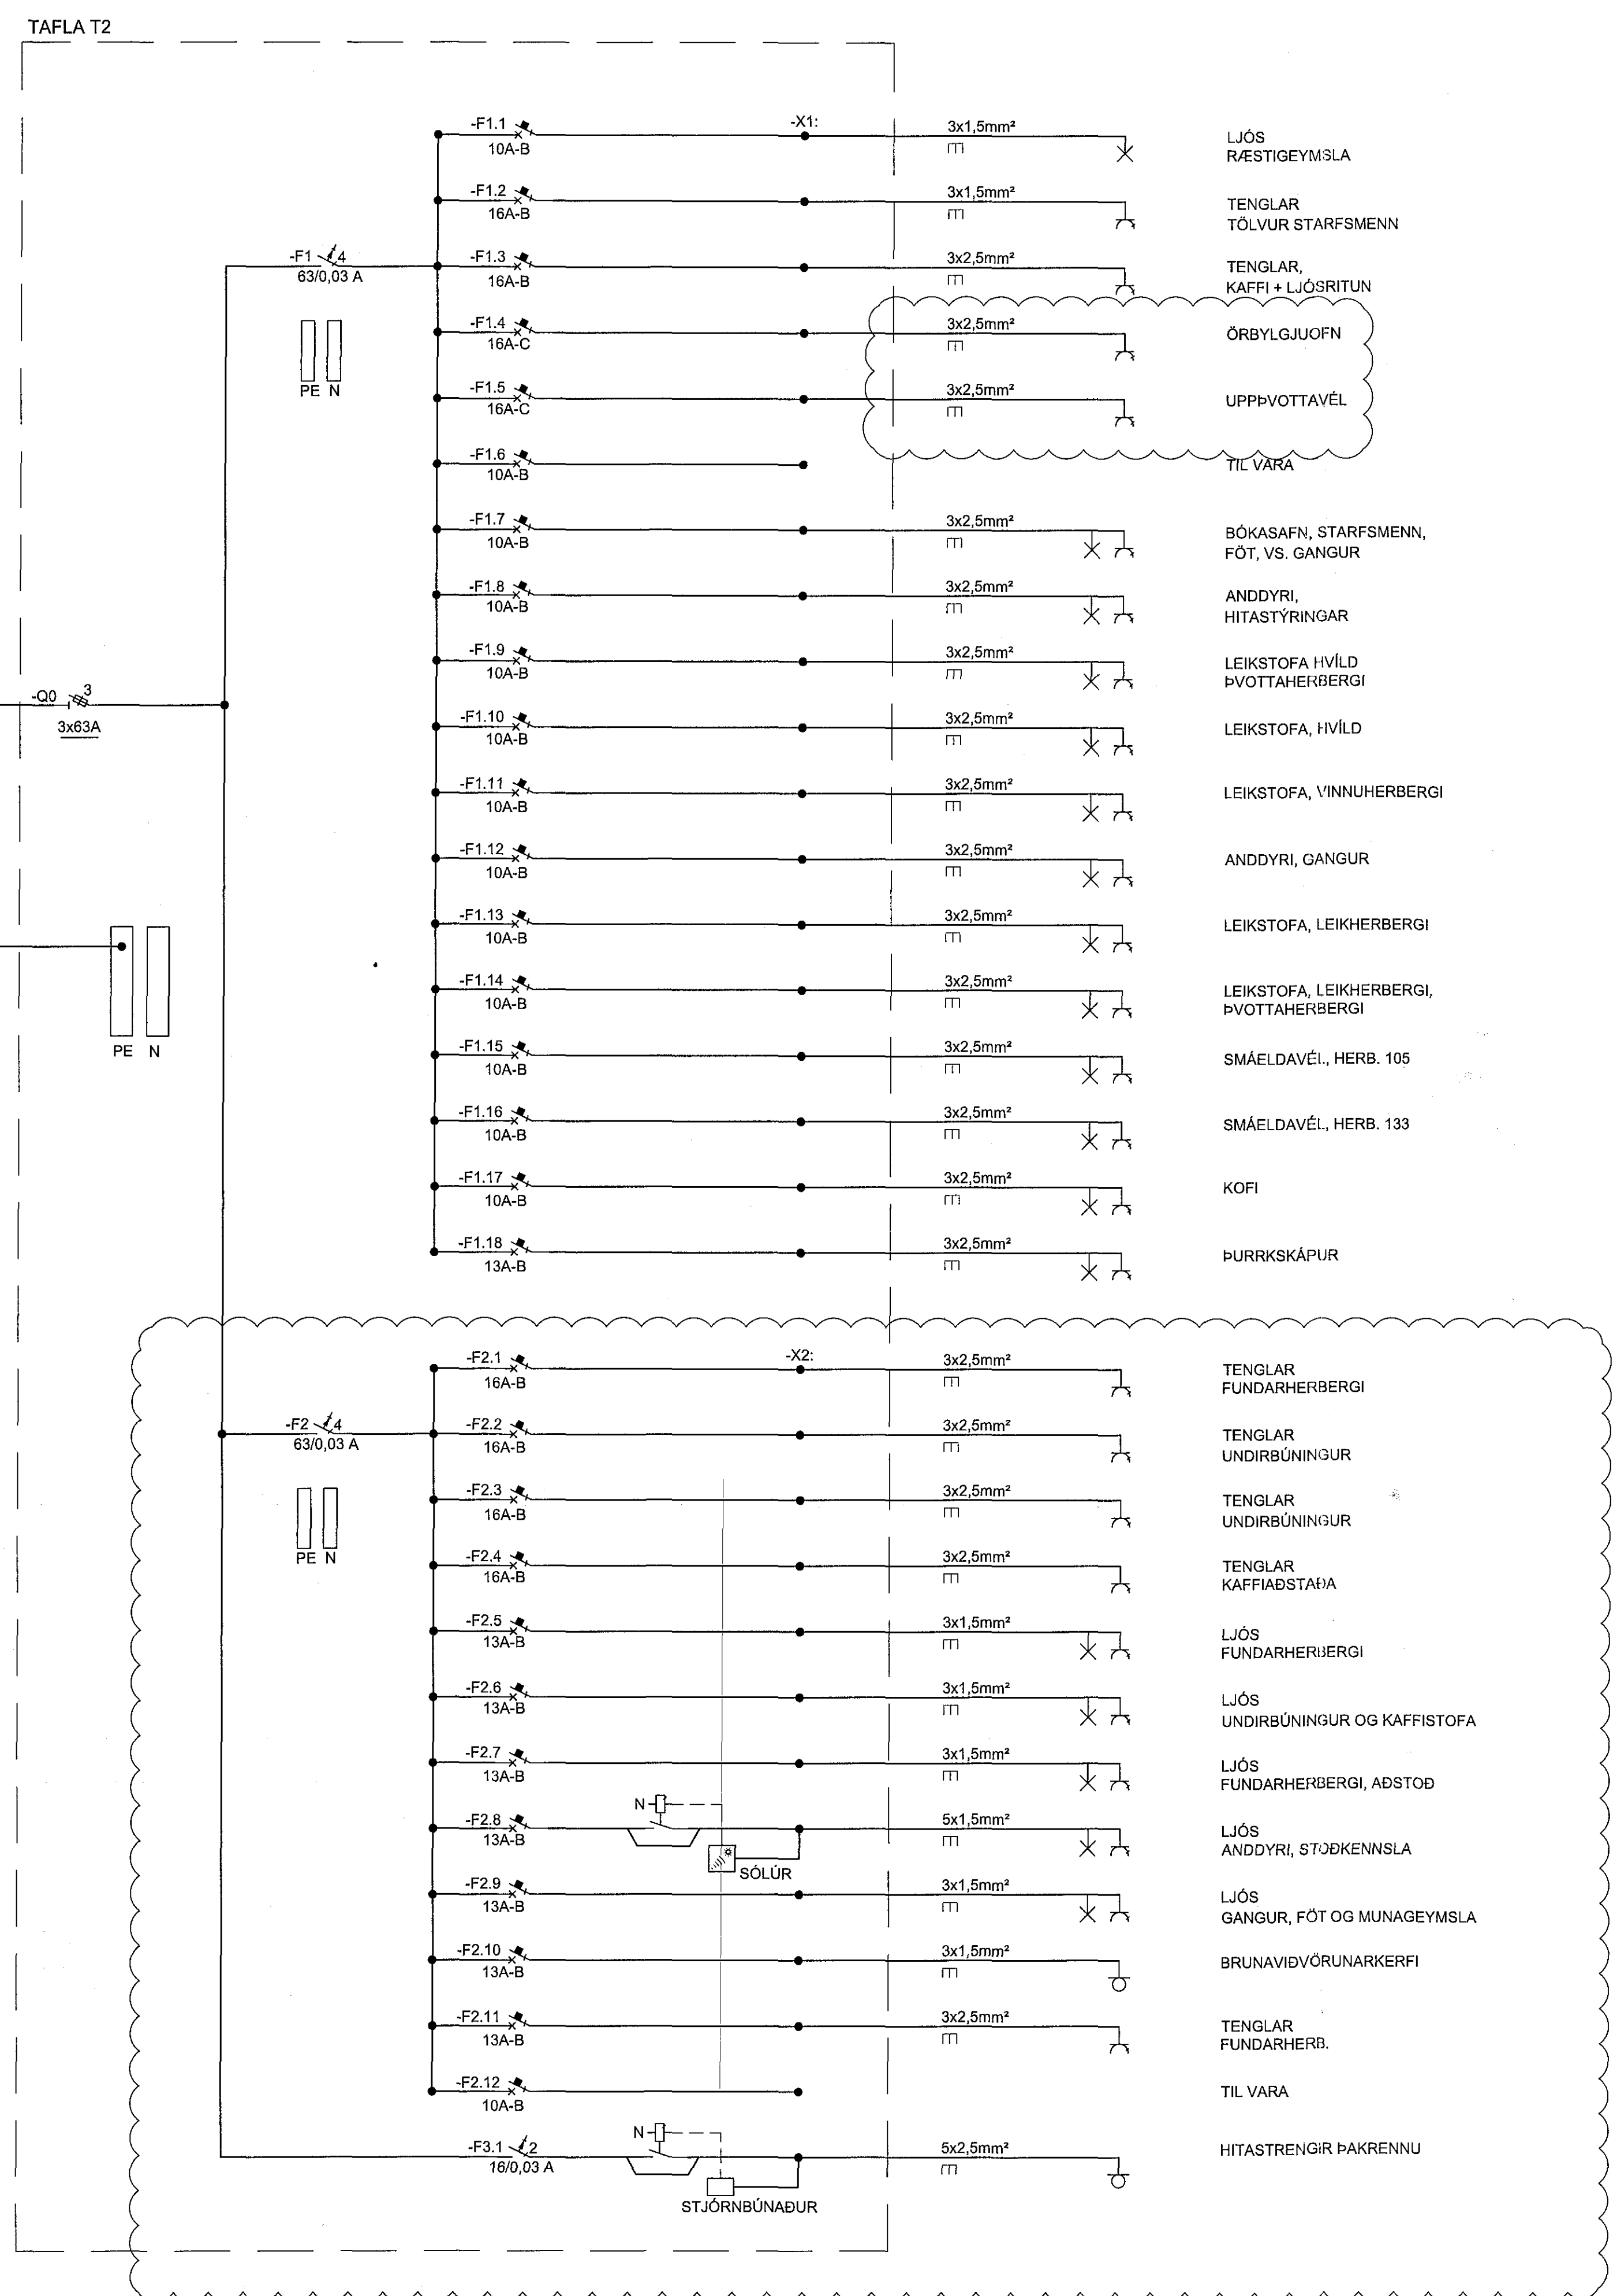 TAFLA T2
-F1.1
10A-B
-X1:
3x1,5mm²
LJÓS
RÆSTIGEYMSLA
-F1.2
16A-B
3x1,5mm²
TENGLAR
TÖLVUR STARFSMENN
-F1 4
63/0,03 A
-F1.3
16A-B
3x2,5mm²
TENGLAR,
KAFFI + LJÓSRITUN
PE N
-F1.4
16A-C
3x2,5mm²
ÖRBYLGJUOFN
-F1.5
16A-C
3x2,5mm²
UPPÞVOTTAVÉL
-F1.6
10A-B
TIL VARA
-F1.7
10A-B
3x2,5mm²
BÓKASAFN, STARFSMENN,
FÖT, VS. GANGUR
-F1.8
10A-B
3x2,5mm²
ANDDYRI,
HITASTÝRINGAR
-F1.9
10A-B
3x2,5mm²
LEIKSTOFA HVÍLD
ÞVOTTAHERBERGI
-Q0 3
3x63A
-F1.10
10A-B
3x2,5mm²
LEIKSTOFA, HVÍLD
-F1.11
10A-B
3x2,5mm²
LEIKSTOFA, VINNUHERBERGI
-F1.12
10A-B
3x2,5mm²
ANDDYRI, GANGUR
-F1.13
10A-B
3x2,5mm²
LEIKSTOFA, LEIKHERBERGI
PE N
-F1.14
10A-B
3x2,5mm²
LEIKSTOFA, LEIKHERBERGI,
ÞVOTTAHERBERGI
-F1.15
10A-B
3x2,5mm²
SMÁELDAVÉL, HERB. 105
-F1.16
10A-B
3x2,5mm²
SMÁELDAVÉL, HERB. 133
-F1.17
10A-B
3x2,5mm²
KOFI
-F1.18
13A-B
3x2,5mm²
ÞURRKSKÁPUR
-F2.1
16A-B
-X2:
3x2,5mm²
TENGLAR
FUNDARHERBERGI
-F2 4
63/0,03 A
-F2.2
16A-B
3x2,5mm²
TENGLAR
UNDIRBÚNINGUR
PE N
-F2.3
16A-B
3x2,5mm²
TENGLAR
UNDIRBÚNINGUR
-F2.4
16A-B
3x2,5mm²
TENGLAR
KAFFIAÐSTAÐA
-F2.5
13A-B
3x1,5mm²
LJÓS
FUNDARHERBERGI
-F2.6
13A-B
3x1,5mm²
LJÓS
UNDIRBÚNINGUR OG KAFFISTOFA
-F2.7
13A-B
3x1,5mm²
LJÓS
FUNDARHERBERGI, AÐSTOÐ
-F2.8
13A-B
N
SÓLÚR
5x1,5mm²
LJÓS
ANDDYRI, STOÐKENNSLA
-F2.9
13A-B
3x1,5mm²
LJÓS
GANGUR, FÖT OG MUNAGEYMSLA
-F2.10
13A-B
3x1,5mm²
BRUNAVIÐVÖRUNARKERFI
-F2.11
13A-B
3x2,5mm²
TENGLAR
FUNDARHERB.
-F2.12
10A-B
TIL VARA
-F3.1 2
16/0,03 A
N
STJÓRNBÚNAÐUR
5x2,5mm²
HITASTRENGIR ÞAKRENNU